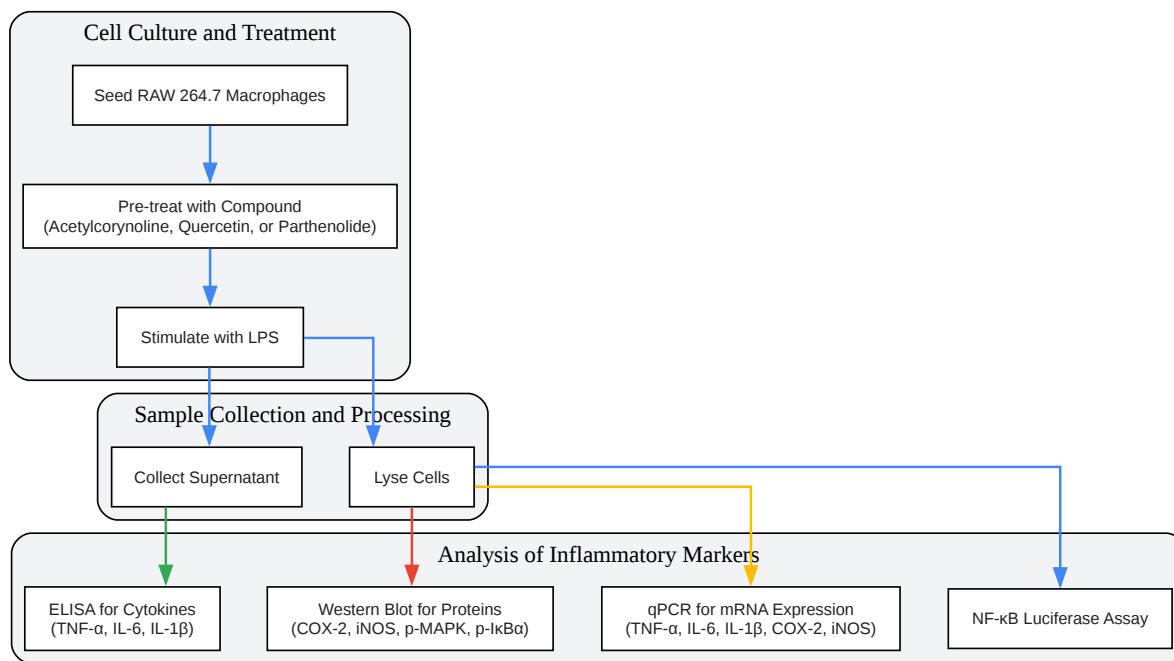 Cell Culture and Treatment
Seed RAW 264.7 Macrophages
Pre-treat with Compound
(Acetylcorynoline, Quercetin, or Parthenolide)
Stimulate with LPS
Sample Collection and Processing
Collect Supernatant
Lyse Cells
Analysis of Inflammatory Markers
ELISA for Cytokines
(TNF-α, IL-6, IL-1β)
Western Blot for Proteins
(COX-2, iNOS, p-MAPK, p-IκBα)
qPCR for mRNA Expression
(TNF-α, IL-6, IL-1β, COX-2, iNOS)
NF-κB Luciferase Assay